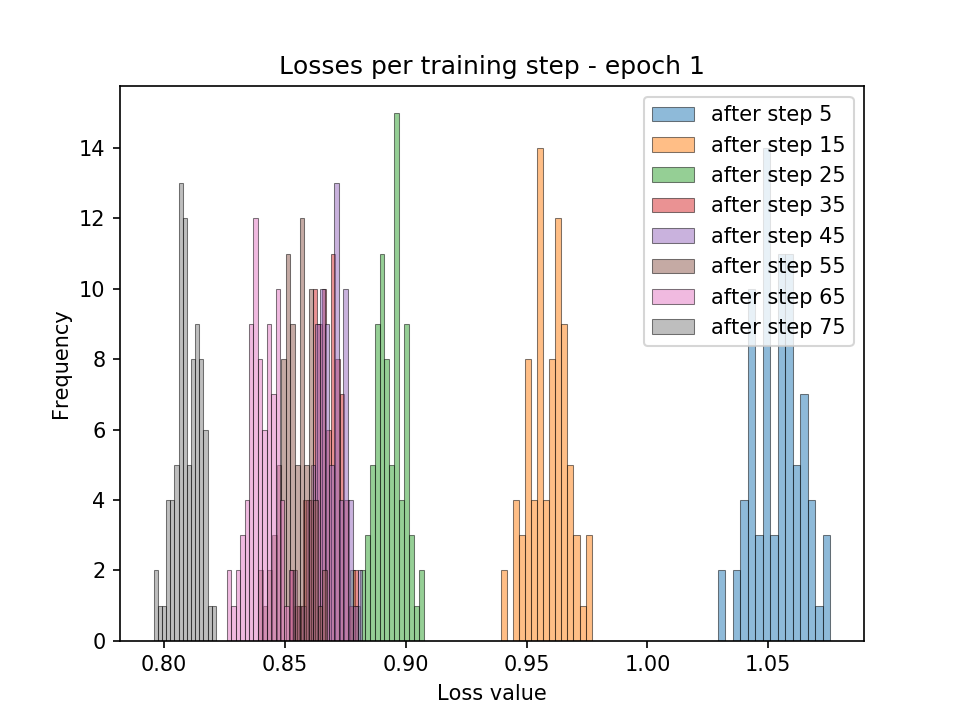 Losses per training step - epoch 1
after step 5
after step 15
after step 25
after step 35
after step 45
after step 55
after step 65
after step 75
14
12
10
8
6
4
2
0
Frequency
0.80 0.85 0.90 0.95 1.00 1.05
Loss value